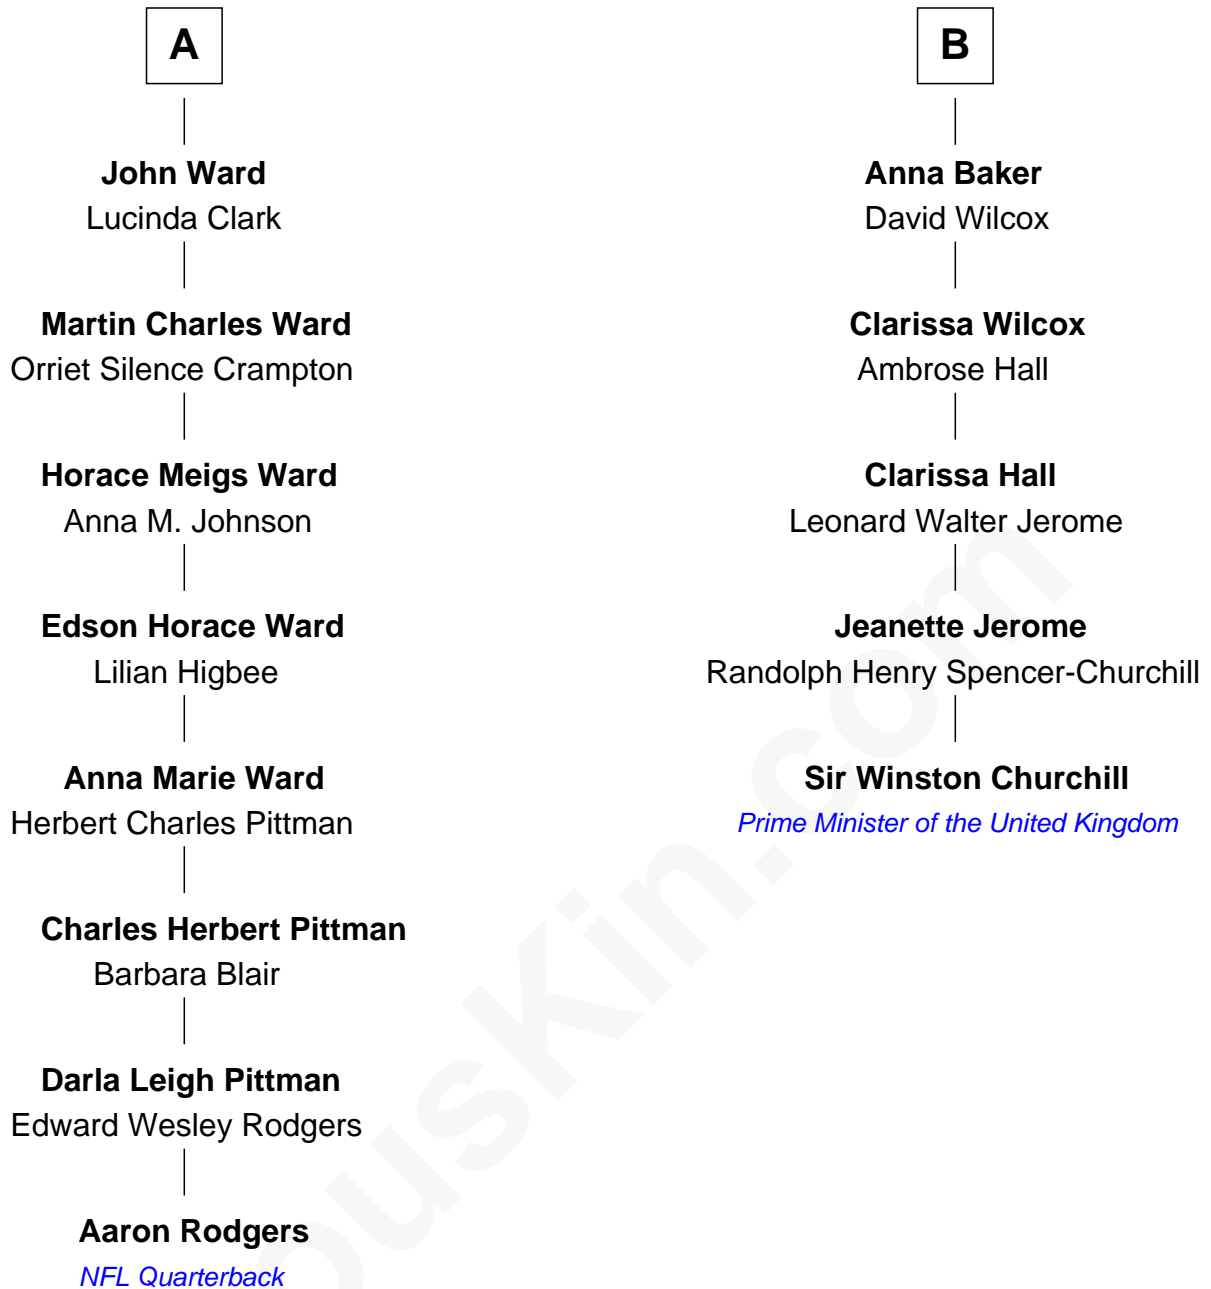 A
John Ward
Lucinda Clark
Martin Charles Ward
Orriet Silence Crampton
Horace Meigs Ward
Anna M. Johnson
Edson Horace Ward
Lilian Higbee
Anna Marie Ward
Herbert Charles Pittman
Charles Herbert Pittman
Barbara Blair
Darla Leigh Pittman
Edward Wesley Rodgers
Aaron Rodgers
NFL Quarterback
B
Anna Baker
David Wilcox
Clarissa Wilcox
Ambrose Hall
Clarissa Hall
Leonard Walter Jerome
Jeanette Jerome
Randolph Henry Spencer-Churchill
Sir Winston Churchill
Prime Minister of the United Kingdom
ousKin.com